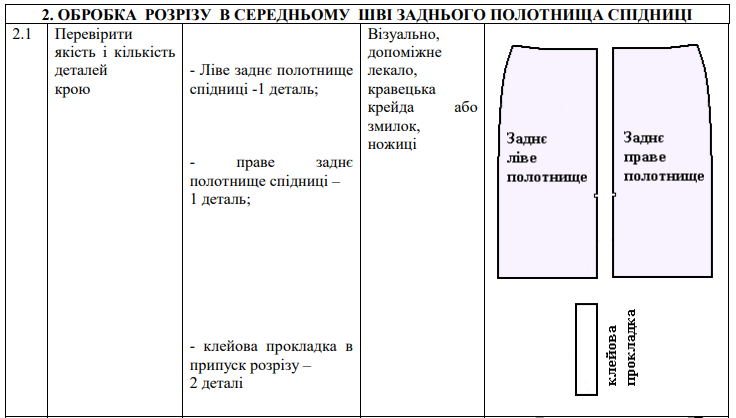 2. ОБРОБКА РОЗРІЗУ В СЕРЕДНЬОМУ ШВІ ЗАДНЬОГО ПОЛОТНИЩА СПІДНИЦІ
2.1
Перевірити
якість і кількість
деталей
крою
- Ліве заднє полотнище
спідниці -1 деталь;
- праве заднє
полотнище спідниці –
1 деталь;
- клейова прокладка в
припуск розрізу –
2 деталі
Візуально,
допоміжне
лекало,
кравецька
крейда або
змилок,
ножиці
Заднє
ліве
полотнище
Заднє
праве
полотнище
клейова
прокладка